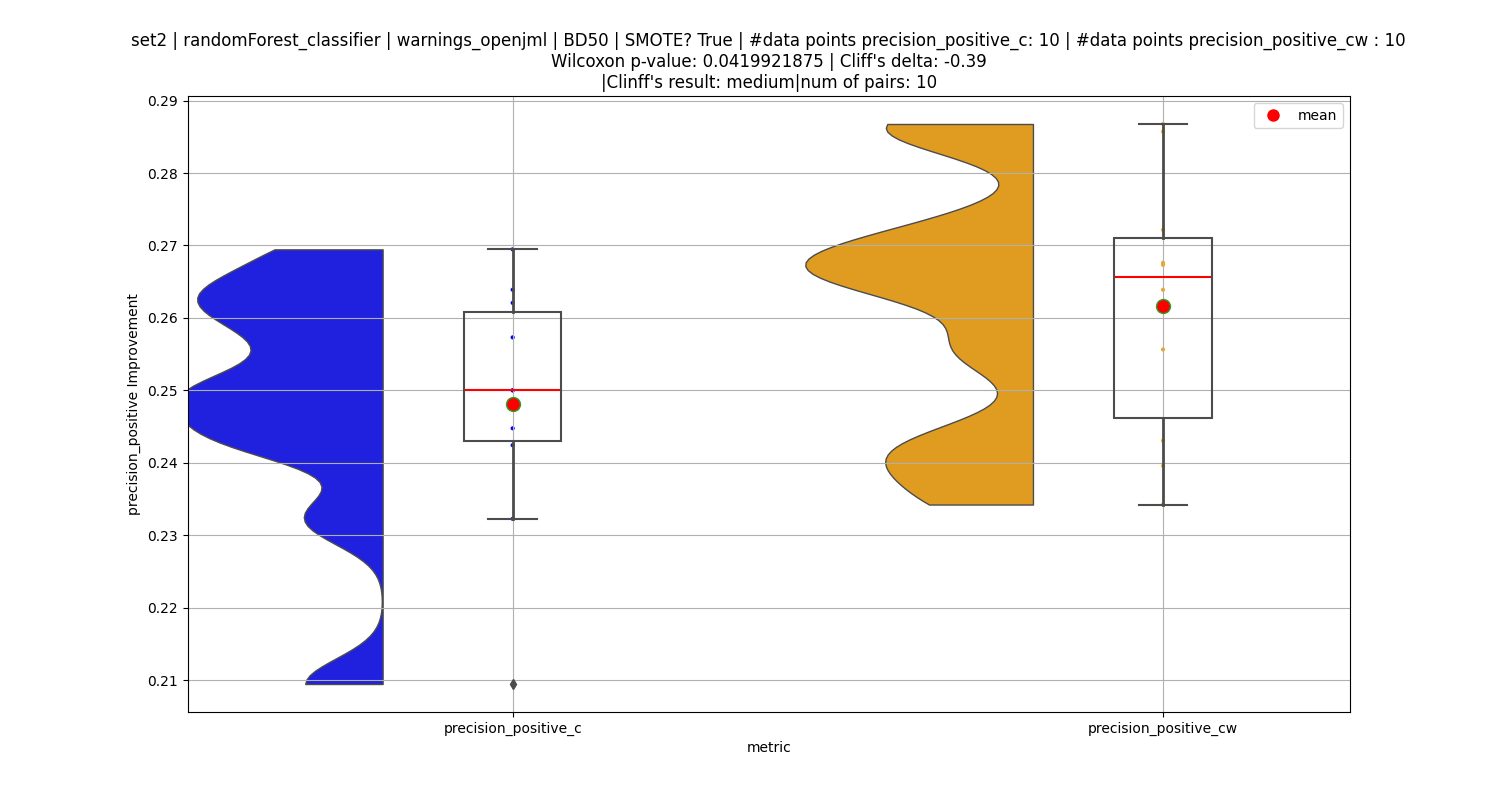 set2 | randomForest_classifier | warnings_openjml | BD50 | SMOTE? True | #data points precision_positive_c: 10 | #data points precision_positive_cw : 10
Wilcoxon p-value: 0.0419921875 | Cliff's delta: -0.39
|Clinff's result: medium|num of pairs: 10
mean
0.29
0.28
0.27
0.26
0.25
0.24
0.23
0.22
0.21
precision_positive Improvement
precision_positive_c
precision_positive_cw
metric